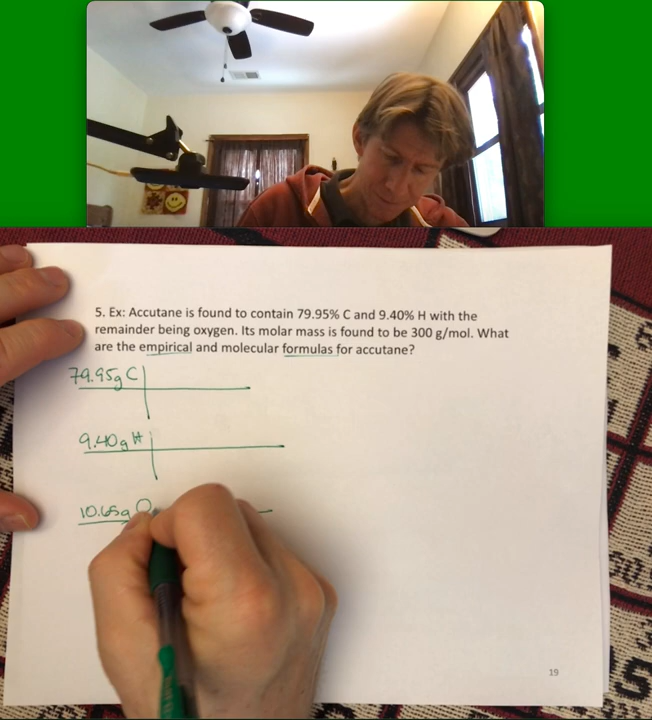 5. Ex: Accutane is found to contain 79.95% C and 9.40% H with the
remainder being oxygen. Its molar mass is found to be 300 g/mol. What
are the empirical and molecular formulas for accutane?
79.95g C
9.40g H
10.65g O
19